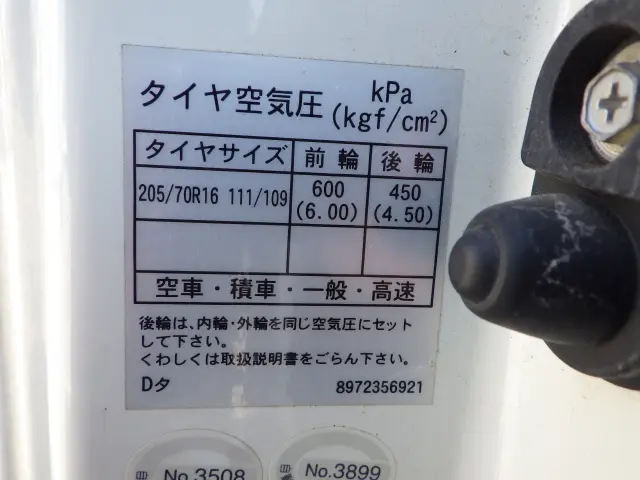 タイヤ空気圧 kPa
(kgf/cm²)
タイヤサイズ 前輪 後輪
205/70R16 111/109 600 450
(6.00) (4.50)
空車・積車・一般・高速
後輪は、内輪・外輪を同じ空気圧にセット
して下さい。
くわしくは取扱説明書をごらん下さい。
Dタ 8972356921
No.3508 No.3899